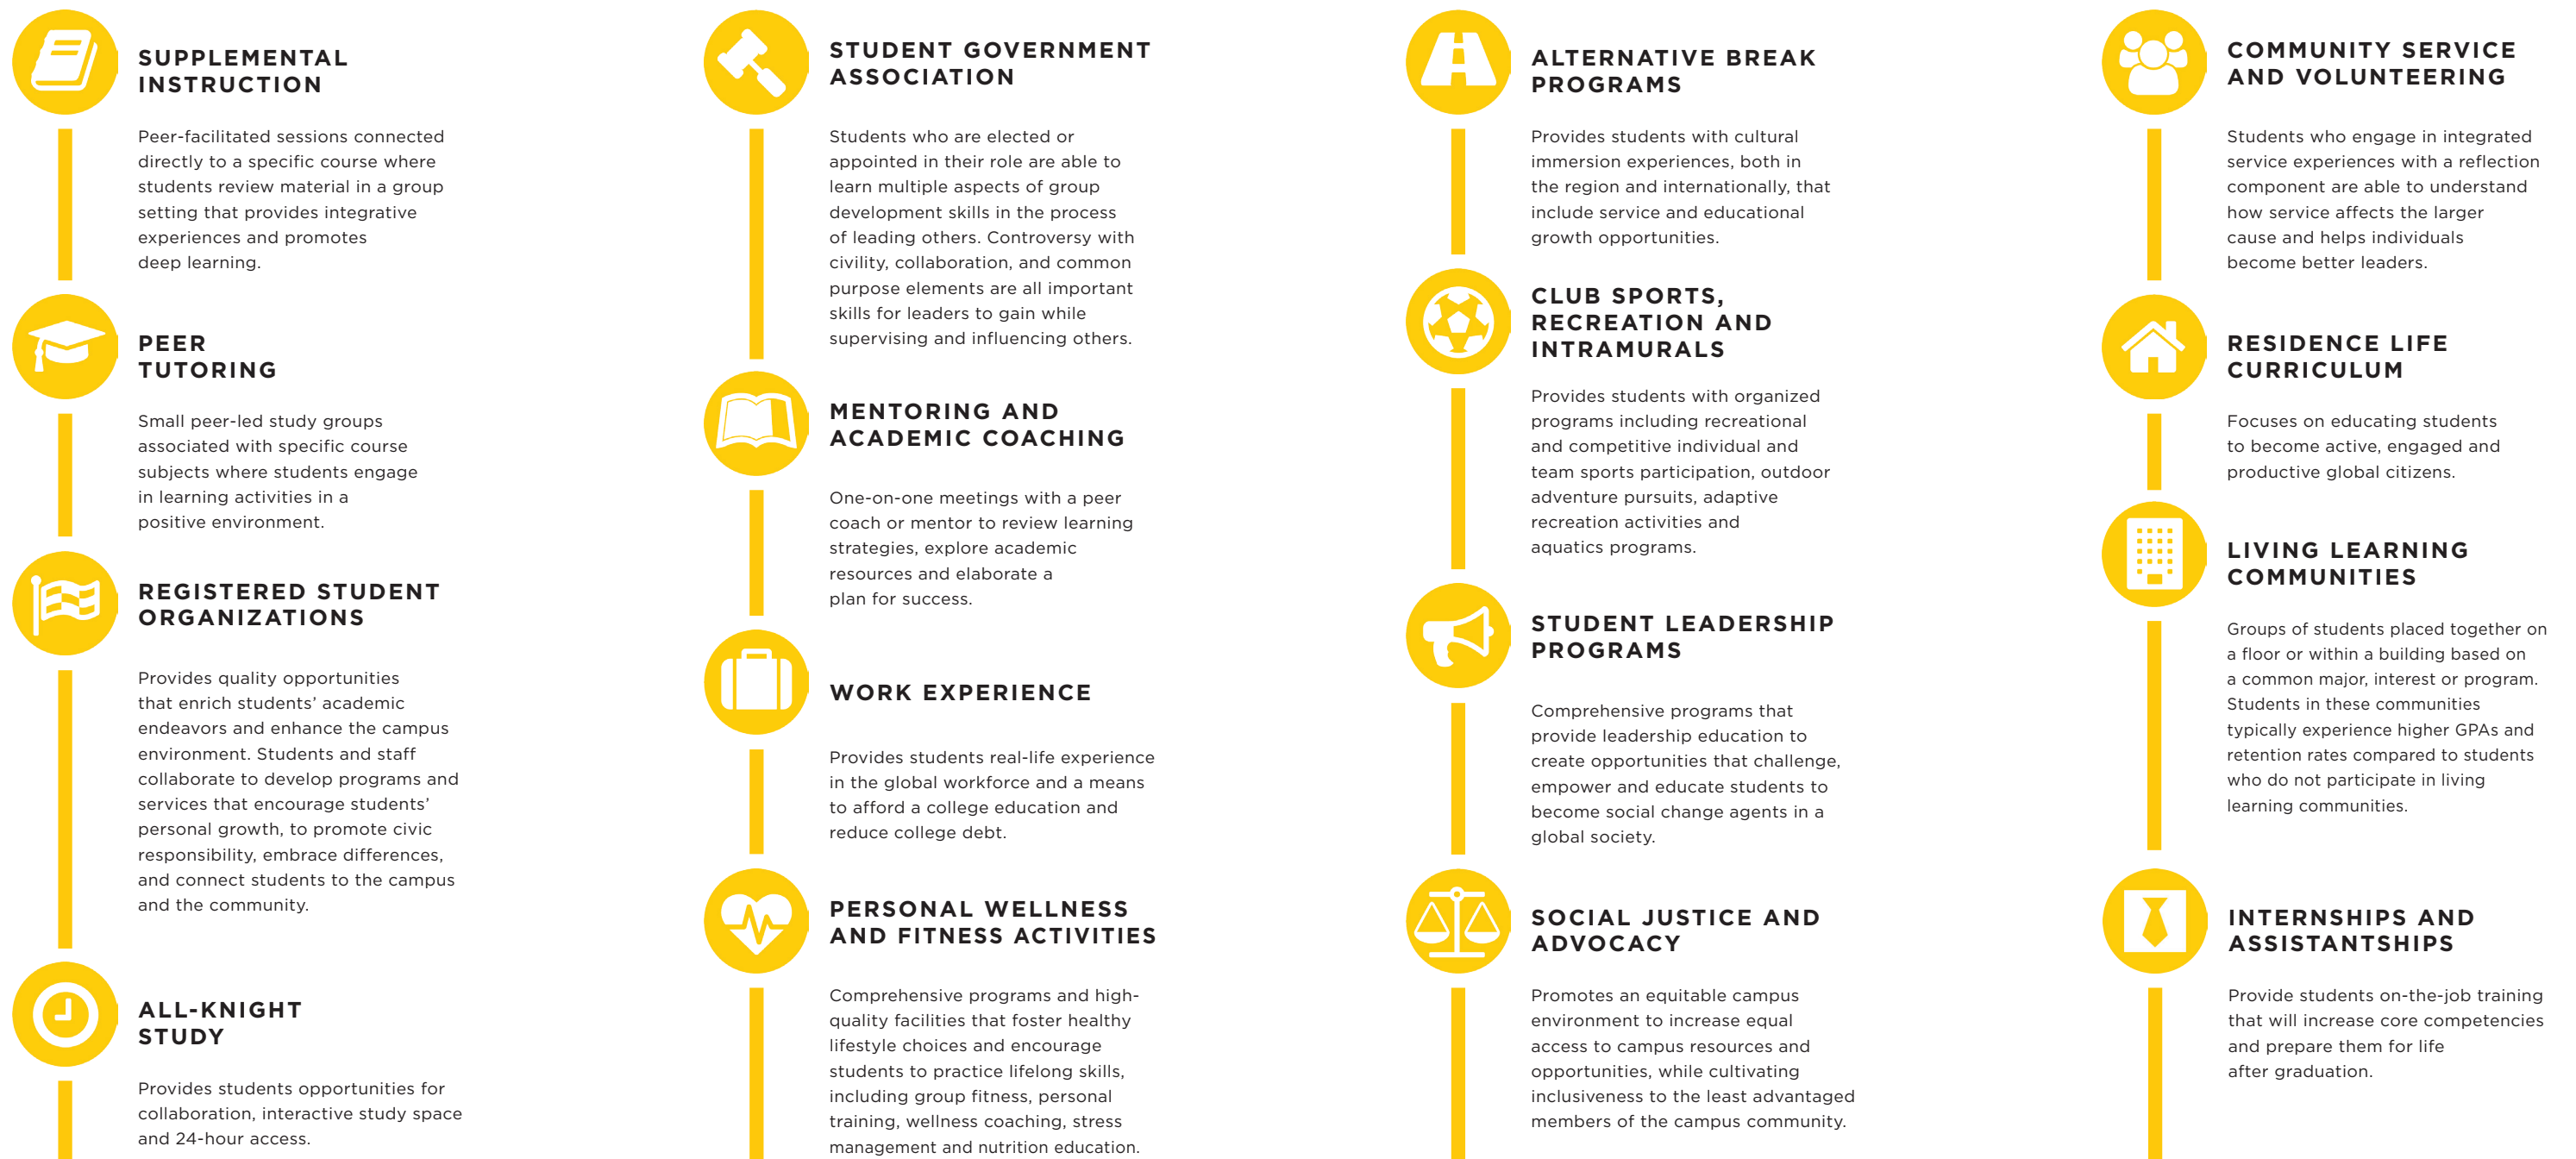 SUPPLEMENTAL
INSTRUCTION
Peer-facilitated sessions connected
directly to a specific course where
students review material in a group
setting that provides integrative
experiences and promotes
deep learning.
PEER
TUTORING
Small peer-led study groups
associated with specific course
subjects where students engage
in learning activities in a
positive environment.
REGISTERED STUDENT
ORGANIZATIONS
Provides quality opportunities
that enrich students’ academic
endeavors and enhance the campus
environment. Students and staff
collaborate to develop programs and
services that encourage students’
personal growth, to promote civic
responsibility, embrace differences,
and connect students to the campus
and the community.
ALL-KNIGHT
STUDY
Provides students opportunities for
collaboration, interactive study space
and 24-hour access.
STUDENT GOVERNMENT
ASSOCIATION
Students who are elected or
appointed in their role are able to
learn multiple aspects of group
development skills in the process
of leading others. Controversy with
civility, collaboration, and common
purpose elements are all important
skills for leaders to gain while
supervising and influencing others.
MENTORING AND
ACADEMIC COACHING
One-on-one meetings with a peer
coach or mentor to review learning
strategies, explore academic
resources and elaborate a
plan for success.
WORK EXPERIENCE
Provides students real-life experience
in the global workforce and a means
to afford a college education and
reduce college debt.
PERSONAL WELLNESS
AND FITNESS ACTIVITIES
Comprehensive programs and high-
quality facilities that foster healthy
lifestyle choices and encourage
students to practice lifelong skills,
including group fitness, personal
training, wellness coaching, stress
management and nutrition education.
ALTERNATIVE BREAK
PROGRAMS
Provides students with cultural
immersion experiences, both in
the region and internationally, that
include service and educational
growth opportunities.
CLUB SPORTS,
RECREATION AND
INTRAMURALS
Provides students with organized
programs including recreational
and competitive individual and
team sports participation, outdoor
adventure pursuits, adaptive
recreation activities and
aquatics programs.
STUDENT LEADERSHIP
PROGRAMS
Comprehensive programs that
provide leadership education to
create opportunities that challenge,
empower and educate students to
become social change agents in a
global society.
SOCIAL JUSTICE AND
ADVOCACY
Promotes an equitable campus
environment to increase equal
access to campus resources and
opportunities, while cultivating
inclusiveness to the least advantaged
members of the campus community.
COMMUNITY SERVICE
AND VOLUNTEERING
Students who engage in integrated
service experiences with a reflection
component are able to understand
how service affects the larger
cause and helps individuals
become better leaders.
RESIDENCE LIFE
CURRICULUM
Focuses on educating students
to become active, engaged and
productive global citizens.
LIVING LEARNING
COMMUNITIES
Groups of students placed together on
a floor or within a building based on
a common major, interest or program.
Students in these communities
typically experience higher GPAs and
retention rates compared to students
who do not participate in living
learning communities.
INTERNSHIPS AND
ASSISTANTSHIPS
Provide students on-the-job training
that will increase core competencies
and prepare them for life
after graduation.